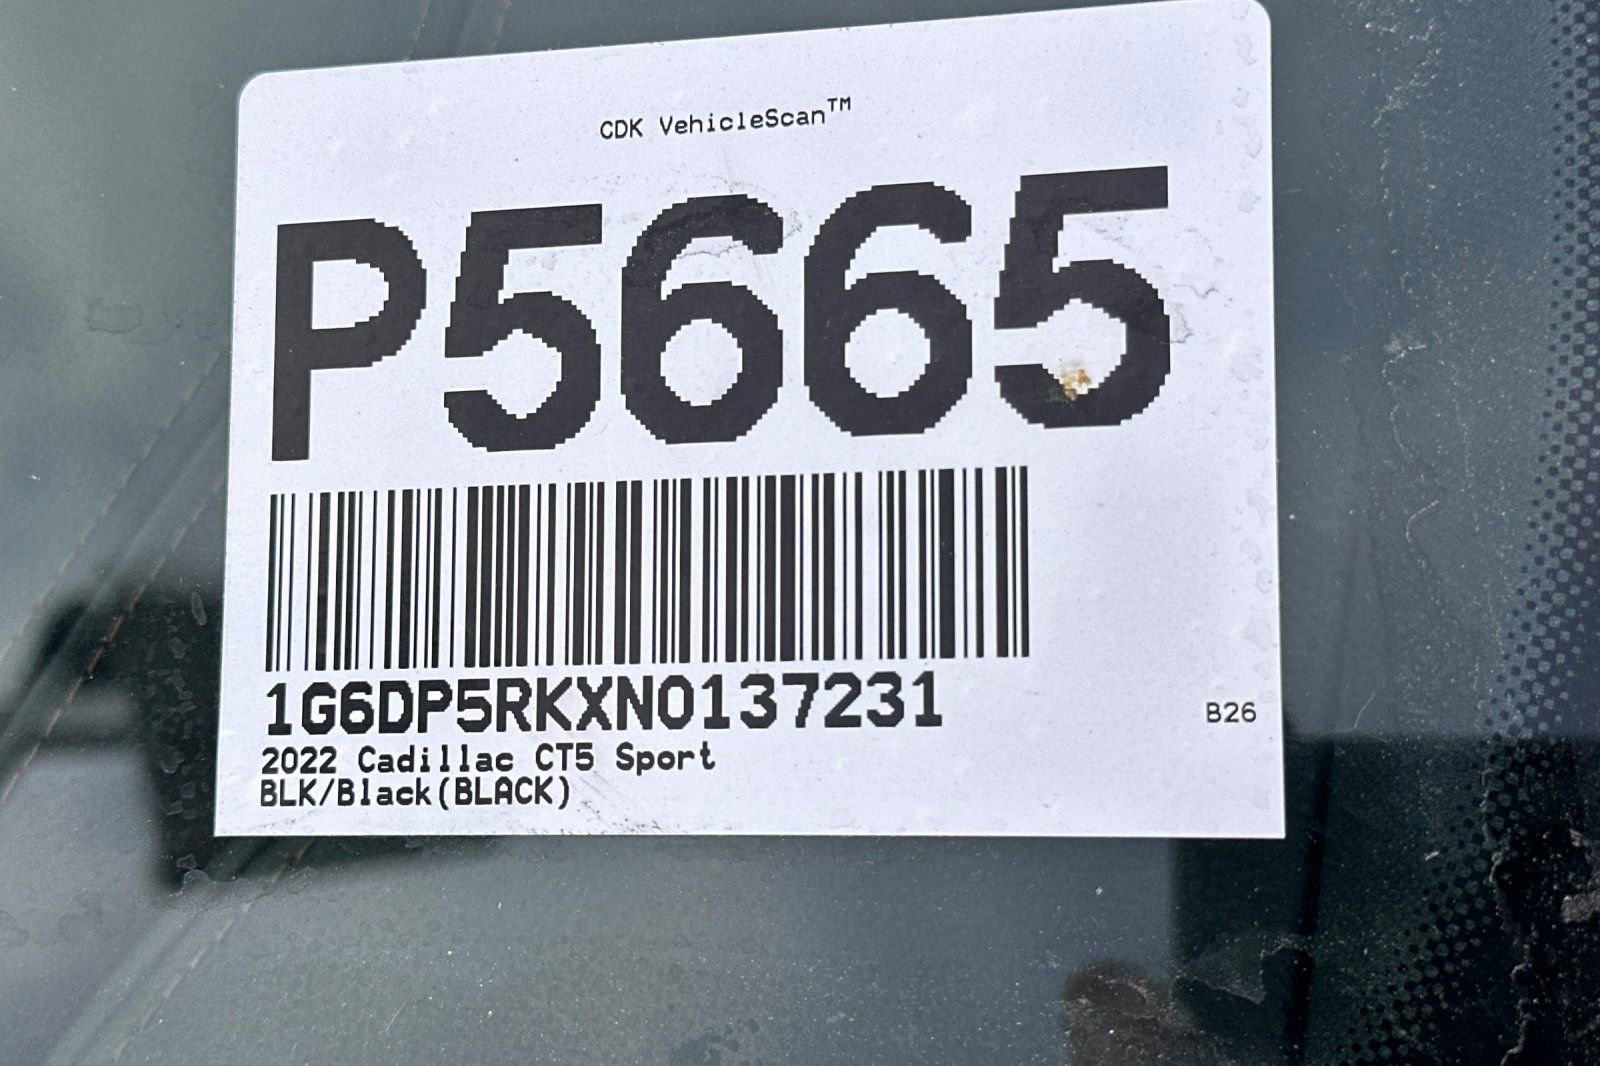 CDK VehicleScan™
P5665
1G6DP5RKXN0137231
B26
2022 Cadillac CT5 Sport
BLK/Black(BLACK)